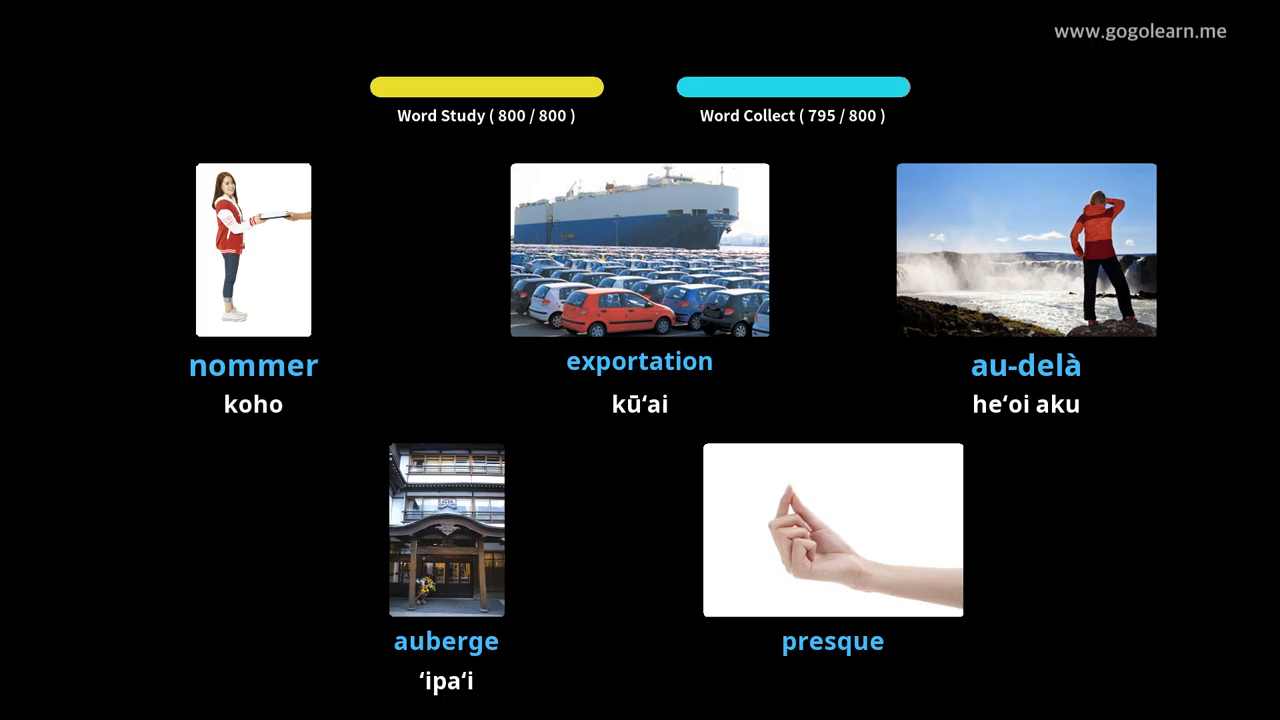 www.gogolearn.me
Word Study ( 800 / 800 )
Word Collect ( 795 / 800 )
nommer
koho
exportation
kūʻai
au-delà
heʻoi aku
auberge
ʻipaʻi
presque